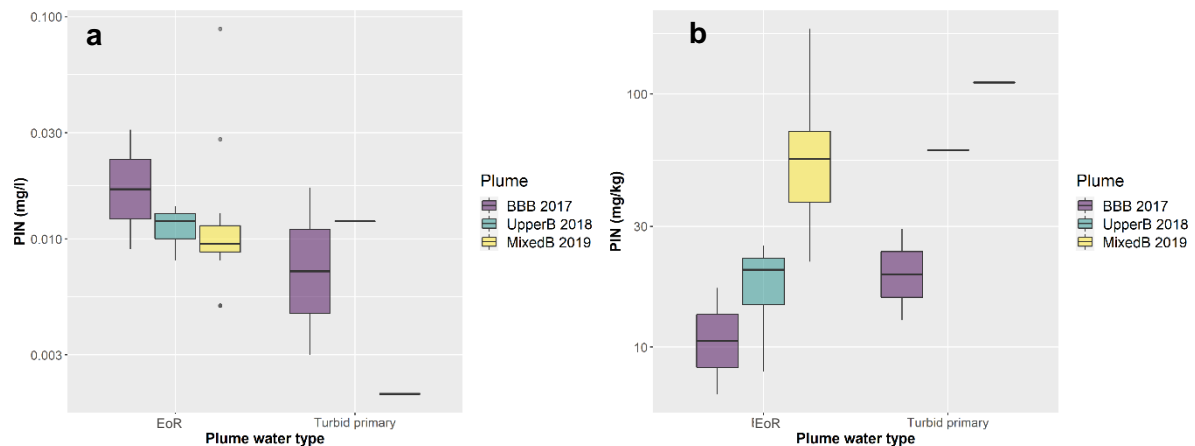 a
PIN (mg/l)
0.100
0.030
0.010
0.003
EoR
Turbid primary
Plume water type
Plume
BBB 2017
UpperB 2018
MixedB 2019
b
PIN (mg/kg)
100
30
10
fEoR
Turbid primary
Plume water type
Plume
BBB 2017
UpperB 2018
MixedB 2019